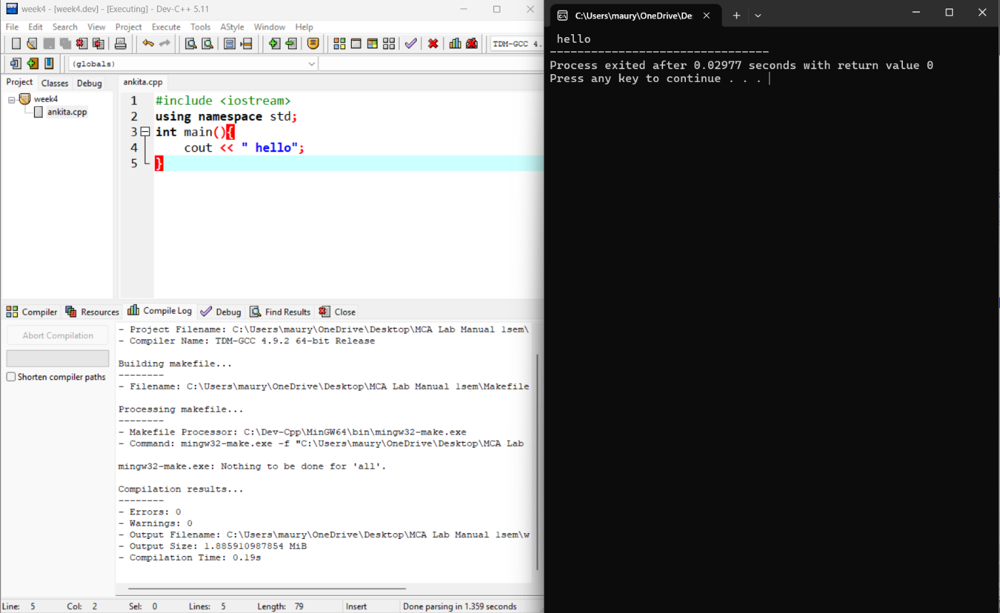 week4 - [week4.dev] - [Executing] - Dev-C++ 5.11
File Edit Search View Project Execute Tools AStyle Window Help
TDM-GCC 4.
(globals)
Project Classes Debug
week4
ankita.cpp
ankita.cpp
1 #include <iostream>
2 using namespace std;
3 int main(){
4 cout << " hello";
5 }
Compiler Resources Compile Log Debug Find Results Close
Abort Compilation
Shorten compiler paths
- Project Filename: C:\Users\maury\OneDrive\Desktop\MCA Lab Manual 1sem\
- Compiler Name: TDM-GCC 4.9.2 64-bit Release
Building makefile...
--------
- Filename: C:\Users\maury\OneDrive\Desktop\MCA Lab Manual 1sem\Makefile
Processing makefile...
--------
- Makefile Processor: C:\Dev-Cpp\MinGW64\bin\mingw32-make.exe
- Command: mingw32-make.exe -f "C:\Users\maury\OneDrive\Desktop\MCA Lab
mingw32-make.exe: Nothing to be done for 'all'.
Compilation results...
--------
- Errors: 0
- Warnings: 0
- Output Filename: C:\Users\maury\OneDrive\Desktop\MCA Lab Manual 1sem\w
- Output Size: 1.885910987854 MiB
- Compilation Time: 0.19s
Line: 5 Col: 2 Sel: 0 Lines: 5 Length: 79 Insert Done parsing in 1.359 seconds
C:\Users\maury\OneDrive\De
hello
--------------------------------
Process exited after 0.02977 seconds with return value 0
Press any key to continue . . .